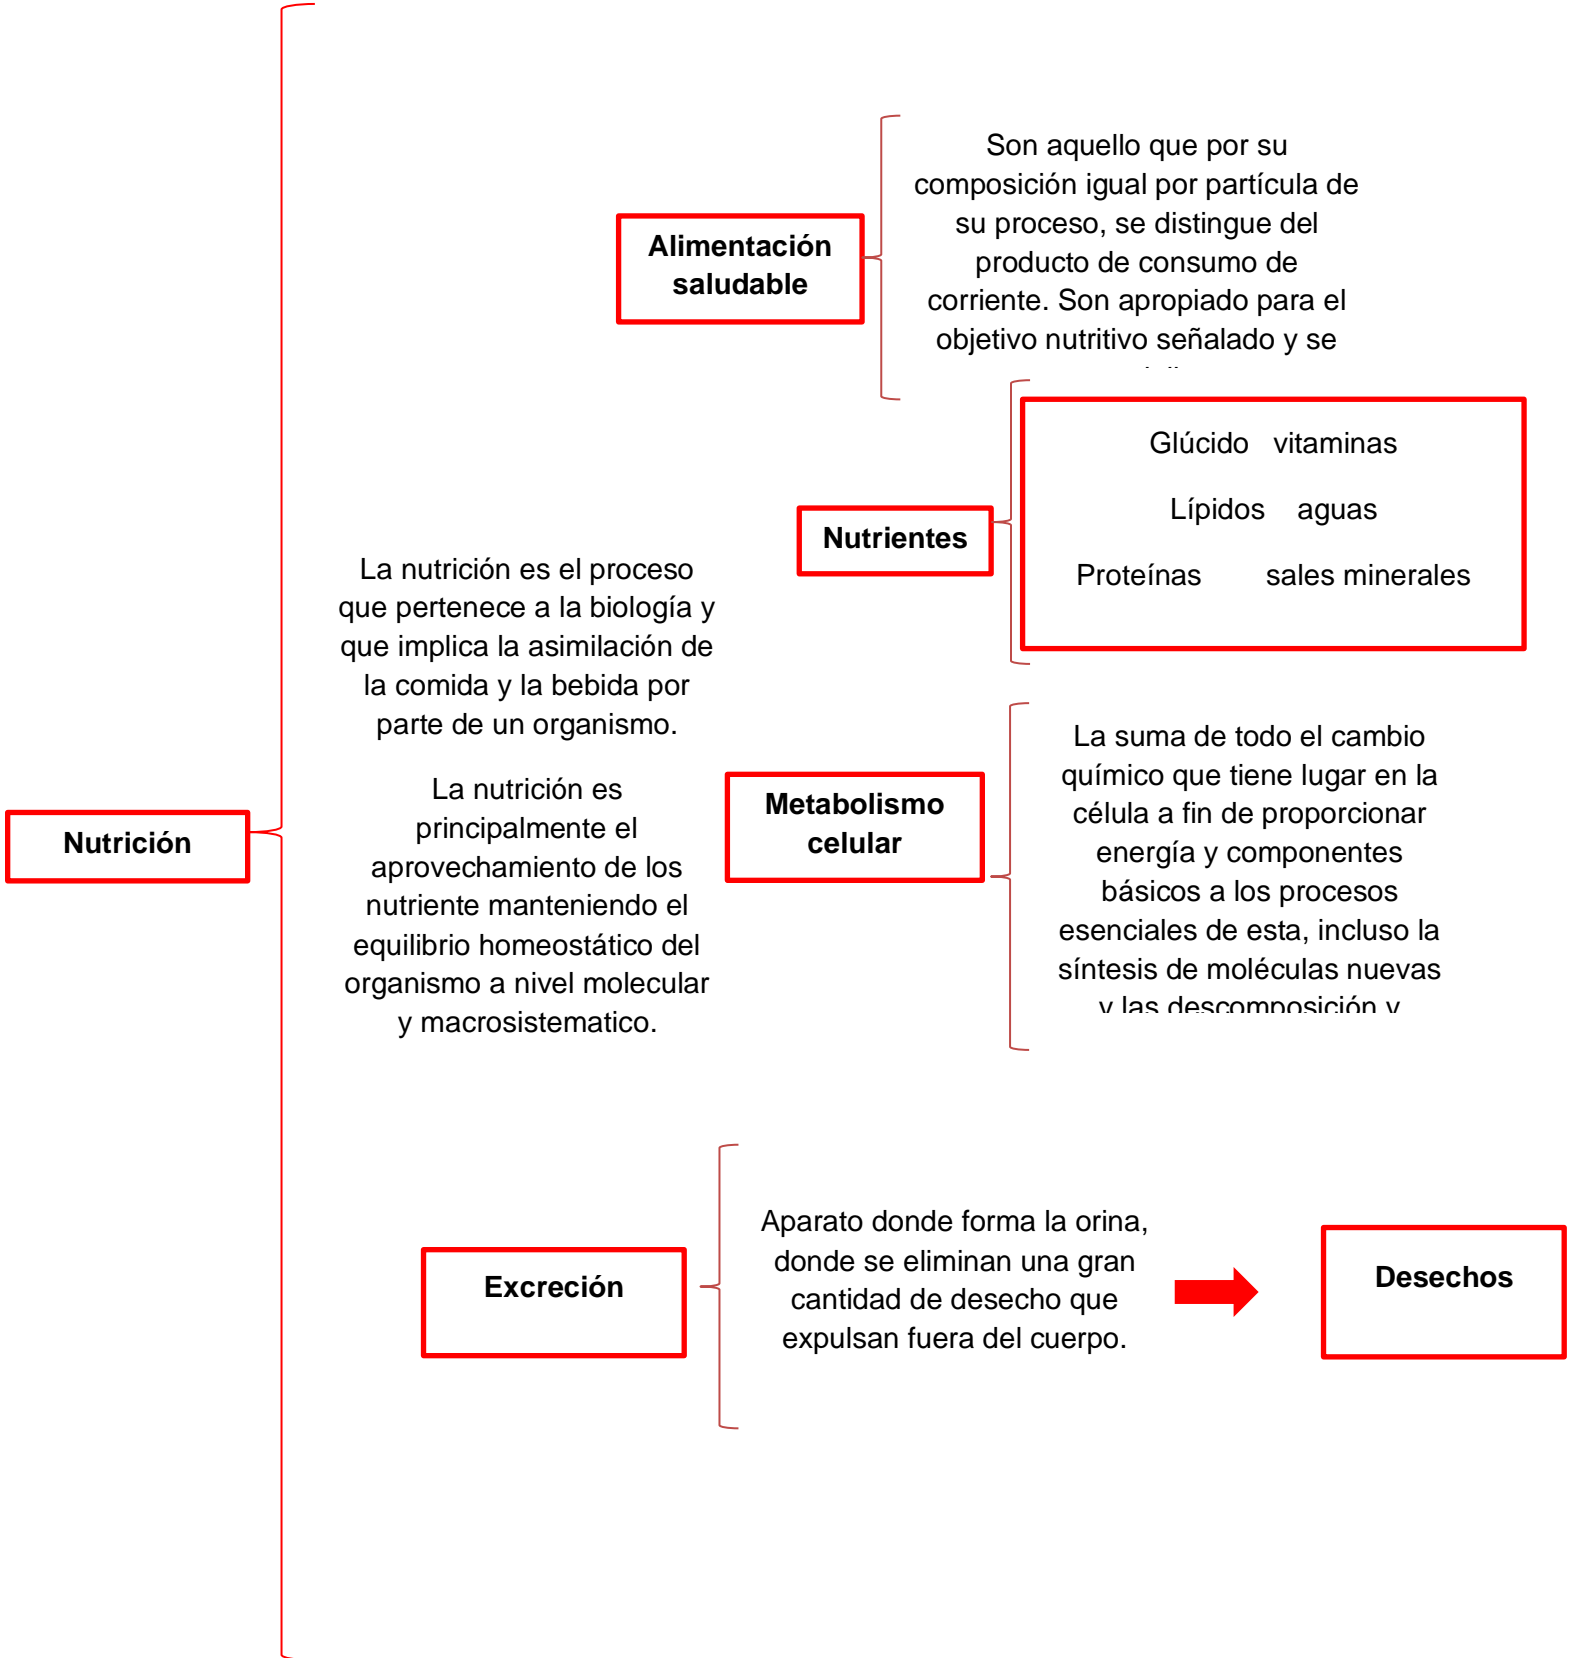 Nutrición
La nutrición es el proceso
que pertenece a la biología y
que implica la asimilación de
la comida y la bebida por
parte de un organismo.
La nutrición es
principalmente el
aprovechamiento de los
nutriente manteniendo el
equilibrio homeostático del
organismo a nivel molecular
y macrosistematico.
Alimentación
saludable
Son aquello que por su
composición igual por partícula de
su proceso, se distingue del
producto de consumo de
corriente. Son apropiado para el
objetivo nutritivo señalado y se
Nutrientes
Glúcido vitaminas
Lípidos aguas
Proteínas sales minerales
Metabolismo
celular
La suma de todo el cambio
químico que tiene lugar en la
célula a fin de proporcionar
energía y componentes
básicos a los procesos
esenciales de esta, incluso la
síntesis de moléculas nuevas
y las descomposición y
Excreción
Aparato donde forma la orina,
donde se eliminan una gran
cantidad de desecho que
expulsan fuera del cuerpo.
Desechos